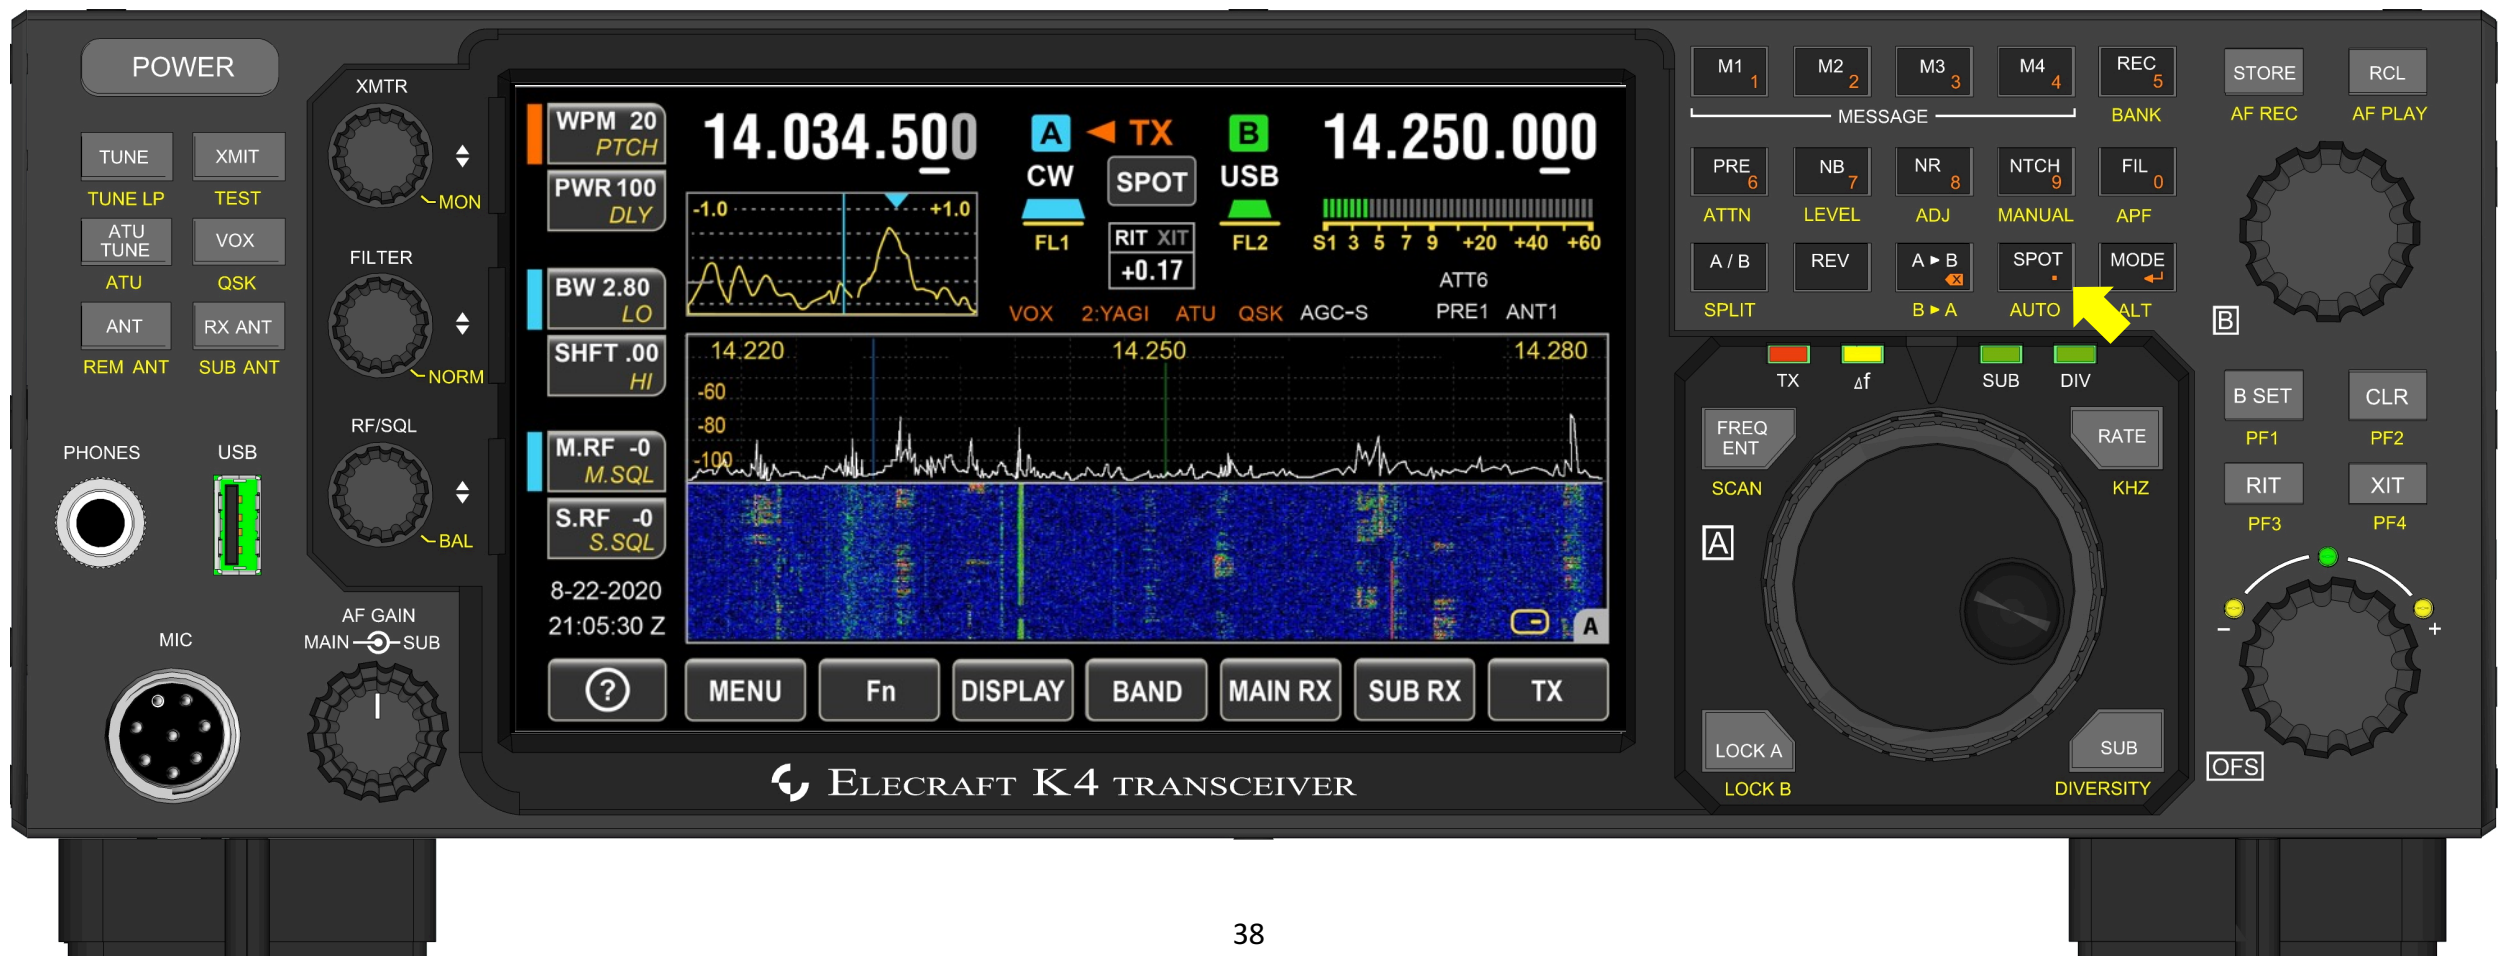 POWER
XMTR
TUNE XMIT
TUNE LP TEST
MON
ATU TUNE VOX
ATU QSK
FILTER
ANT RX ANT
REM ANT SUB ANT
NORM
RF/SQL
PHONES USB
BAL
AF GAIN
MAIN SUB
MIC
WPM 20
PTCH
PWR 100
DLY
BW 2.80
LO
SHFT .00
HI
M.RF -0
M.SQL
S.RF -0
S.SQL
8-22-2020
21:05:30 Z
14.034.500 A TX B 14.250.000
CW SPOT USB
-1.0 +1.0
FL1 RIT XIT FL2 S1 3 5 7 9 +20 +40 +60
+0.17
ATT6
VOX 2:YAGI ATU QSK AGC-S PRE1 ANT1
14.220 14.250 14.280
-60
-80
-100
A
? MENU Fn DISPLAY BAND MAIN RX SUB RX TX
ELECRAFT K4 TRANSCEIVER
M1 1 M2 2 M3 3 M4 4 REC 5
MESSAGE BANK
PRE 6 NB 7 NR 8 NTCH 9 FIL 0
ATTN LEVEL ADJ MANUAL APF
A / B REV A ▸ B SPOT . MODE
SPLIT B ▸ A AUTO ALT
TX Δf SUB DIV
FREQ ENT RATE
SCAN KHZ
A
LOCK A SUB
LOCK B DIVERSITY
STORE RCL
AF REC AF PLAY
B
B SET CLR
PF1 PF2
RIT XIT
PF3 PF4
- +
OFS
38